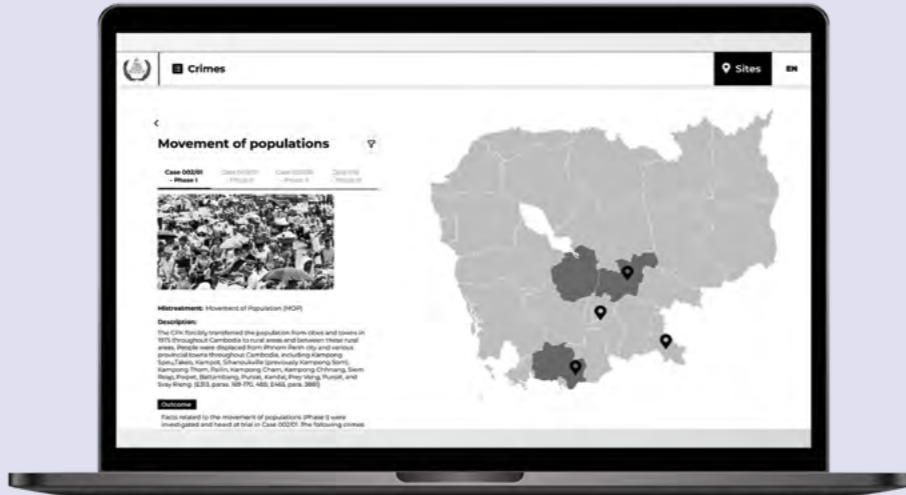 Crimes
Sites
EN
Movement of populations
Case 002/01
- Phase I
Mistreatment: Movement of Population (MOP)
Description:
The CPK forcibly transferred the population from cities and towns in
1975 throughout Cambodia to rural areas and between these rural
areas. People were displaced from Phnom Penh city and various
provincial towns throughout Cambodia, including Kampong
Speu, Takeo, Kampot, Sihanoukville (previously Kampong Som),
Kampong Thom, Pailin, Kampong Cham, Kampong Chhnang, Siem
Reap, Poipet, Battambang, Pursat, Kandal, Prey Veng, Punjat, and
Svay Rieng. (E313, paras. 169-170,
Outcome
Facts related to the movement of populations (Phase I) were
investigated and heard at trial in Case 002/01. The following crimes